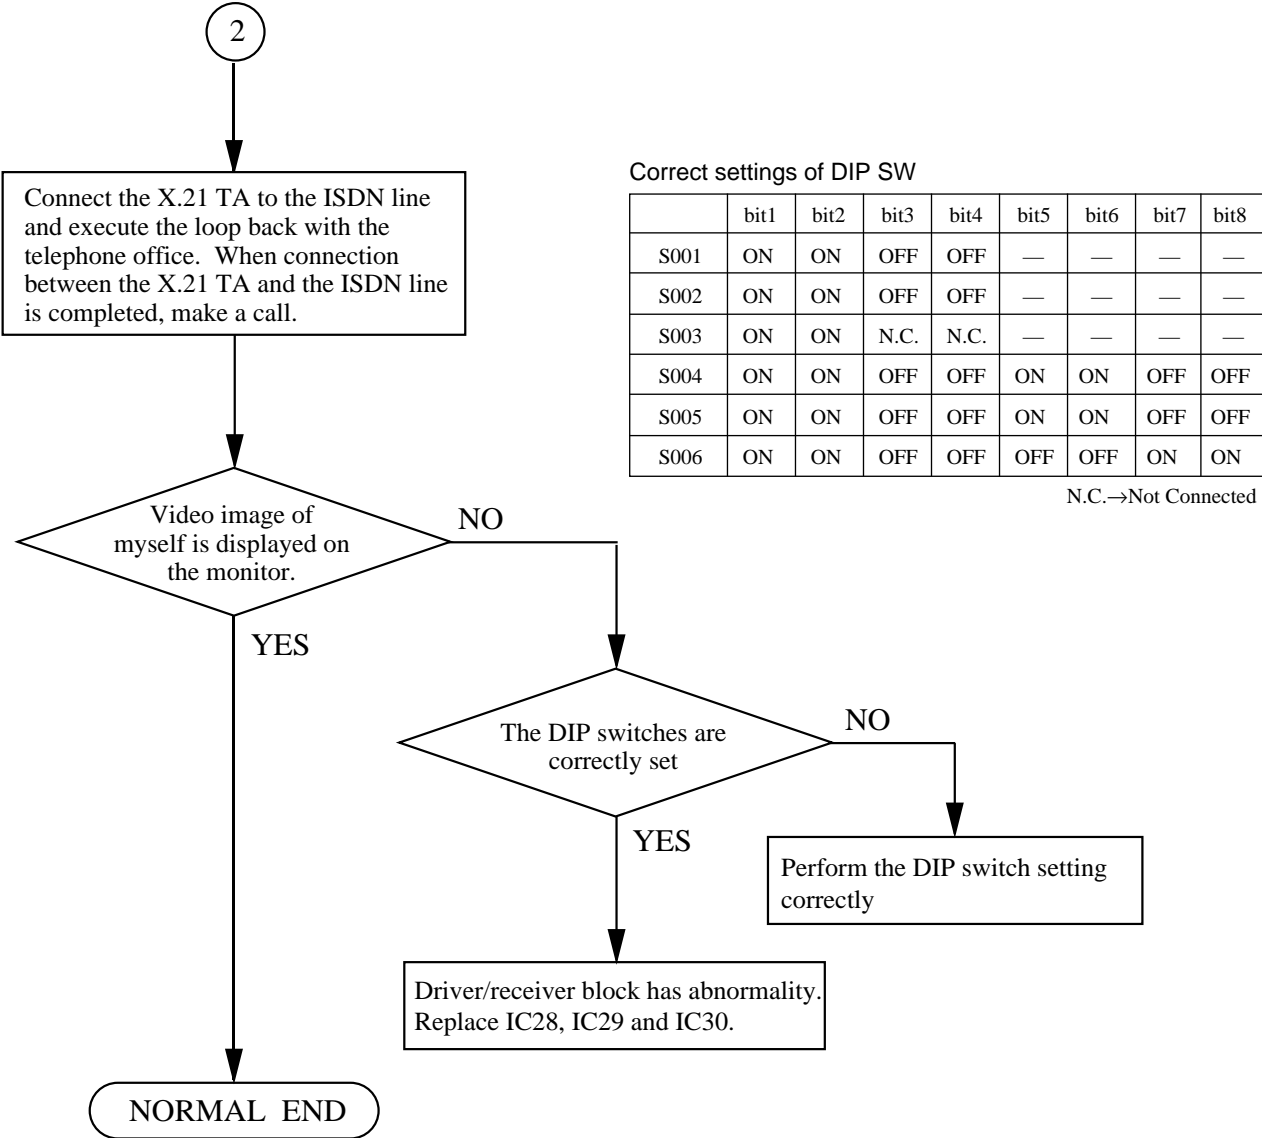 2
Connect the X.21 TA to the ISDN line
and execute the loop back with the
telephone office. When connection
between the X.21 TA and the ISDN line
is completed, make a call.
Correct settings of DIP SW
bit1 bit2 bit3 bit4 bit5 bit6 bit7 bit8
S001 ON ON OFF OFF — — — —
S002 ON ON OFF OFF — — — —
S003 ON ON N.C. N.C. — — — —
S004 ON ON OFF OFF ON ON OFF OFF
S005 ON ON OFF OFF ON ON OFF OFF
S006 ON ON OFF OFF OFF OFF ON ON
N.C.→Not Connected
Video image of
myself is displayed on
the monitor.
NO
YES
The DIP switches are
correctly set
NO
YES
Perform the DIP switch setting
correctly
Driver/receiver block has abnormality.
Replace IC28, IC29 and IC30.
NORMAL END